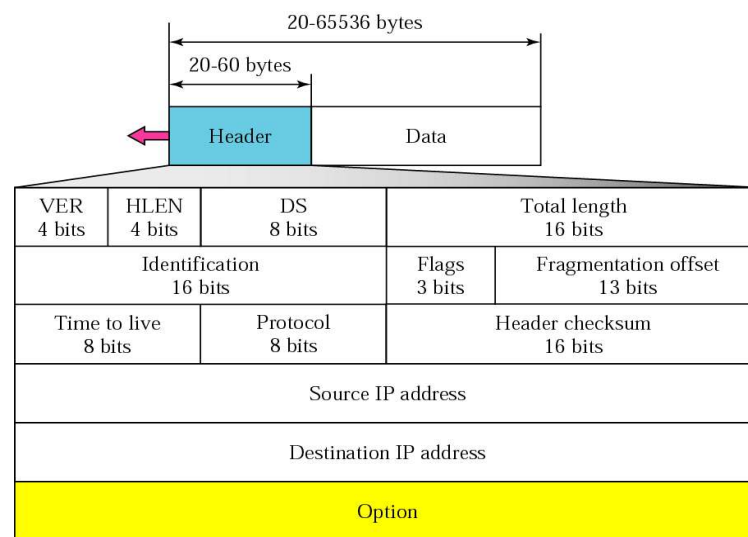 20-65536 bytes
20-60 bytes
Header
Data
VER
4 bits
HLEN
4 bits
DS
8 bits
Total length
16 bits
Identification
16 bits
Flags
3 bits
Fragmentation offset
13 bits
Time to live
8 bits
Protocol
8 bits
Header checksum
16 bits
Source IP address
Destination IP address
Option